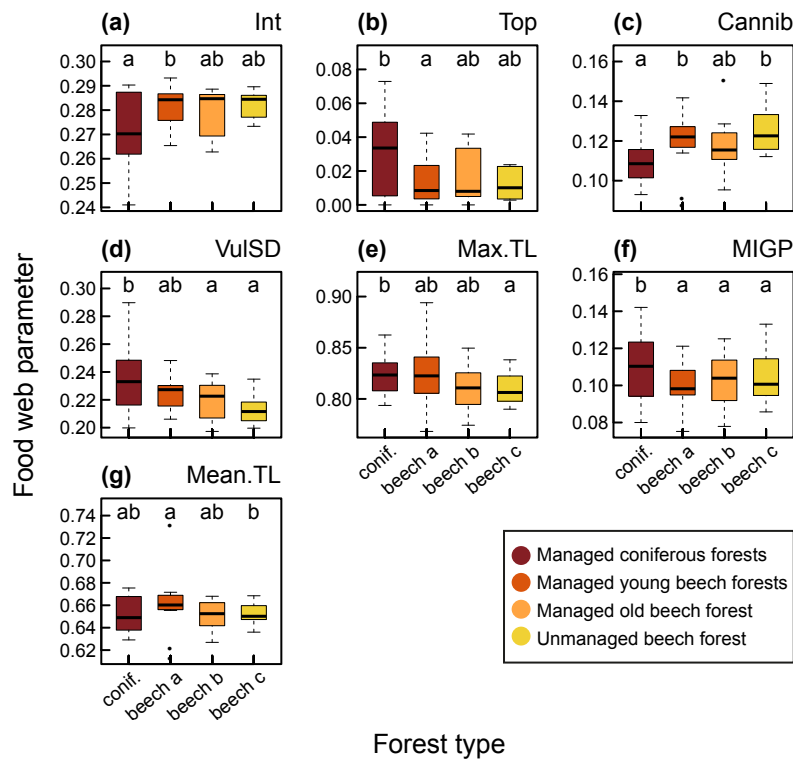 (a) Int
a b ab ab
0.30
0.29
0.28
0.27
0.26
0.25
0.24
(b) Top
b a ab ab
0.08
0.06
0.04
0.02
0.00
(c) Cannib
a b ab b
0.16
0.14
0.12
0.10
(d) VulSD
b ab a a
0.30
0.28
0.26
0.24
0.22
0.20
(e) Max.TL
ab b ab a
0.90
0.85
0.80
conif.
beech a
beech b
beech c
(f) MIGP
b a a a
0.16
0.14
0.12
0.10
0.08
conif.
beech a
beech b
beech c
(g) Mean.TL
ab a ab b
0.74
0.72
0.70
0.68
0.66
0.64
0.62
conif.
beech a
beech b
beech c
Food web parameter
Forest type
Managed coniferous forests
Managed young beech forests
Managed old beech forest
Unmanaged beech forest